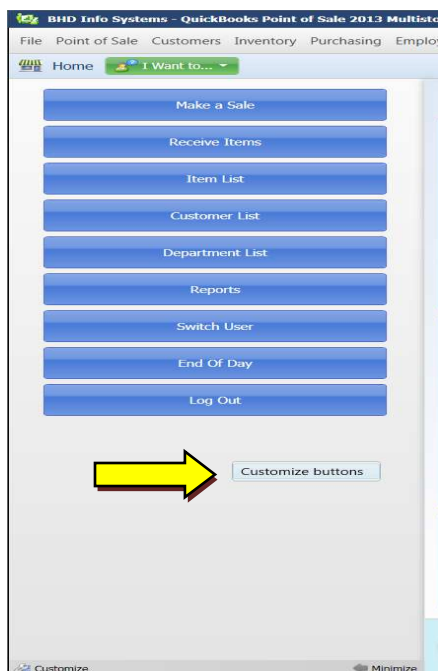 BHD Info Systems - QuickBooks Point of Sale 2013 Multist
File Point of Sale Customers Inventory Purchasing Emplo
Home I Want to...
Make a Sale
Receive Items
Item List
Customer List
Department List
Reports
Switch User
End Of Day
Log Out
Customize buttons
Customize Minimize